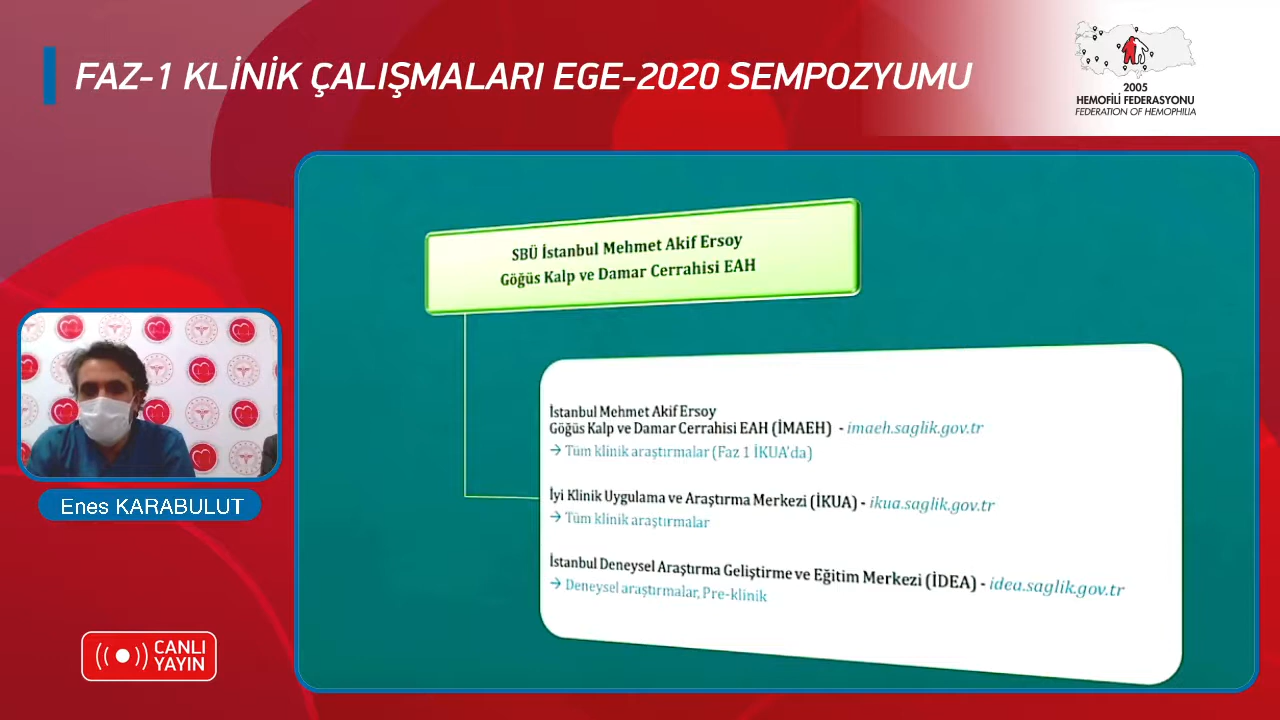 FAZ-1 KLİNİK ÇALIŞMALARI EGE-2020 SEMPOZYUMU
2005
HEMOFİLİ FEDERASYONU
FEDERATION OF HEMOPHILIA
SBÜ İstanbul Mehmet Akif Ersoy
Göğüs Kalp ve Damar Cerrahisi EAH
İstanbul Mehmet Akif Ersoy
Göğüs Kalp ve Damar Cerrahisi EAH (İMAEH) - imaeh.saglik.gov.tr
→ Tüm klinik araştırmalar (Faz 1 İKUA'da)
İyi Klinik Uygulama ve Araştırma Merkezi (İKUA) - ikua.saglik.gov.tr
→ Tüm klinik araştırmalar
İstanbul Deneysel Araştırma Geliştirme ve Eğitim Merkezi (İDEA) - idea.saglik.gov.tr
→ Deneysel araştırmalar, Pre-klinik
Enes KARABULUT
CANLI
YAYIN